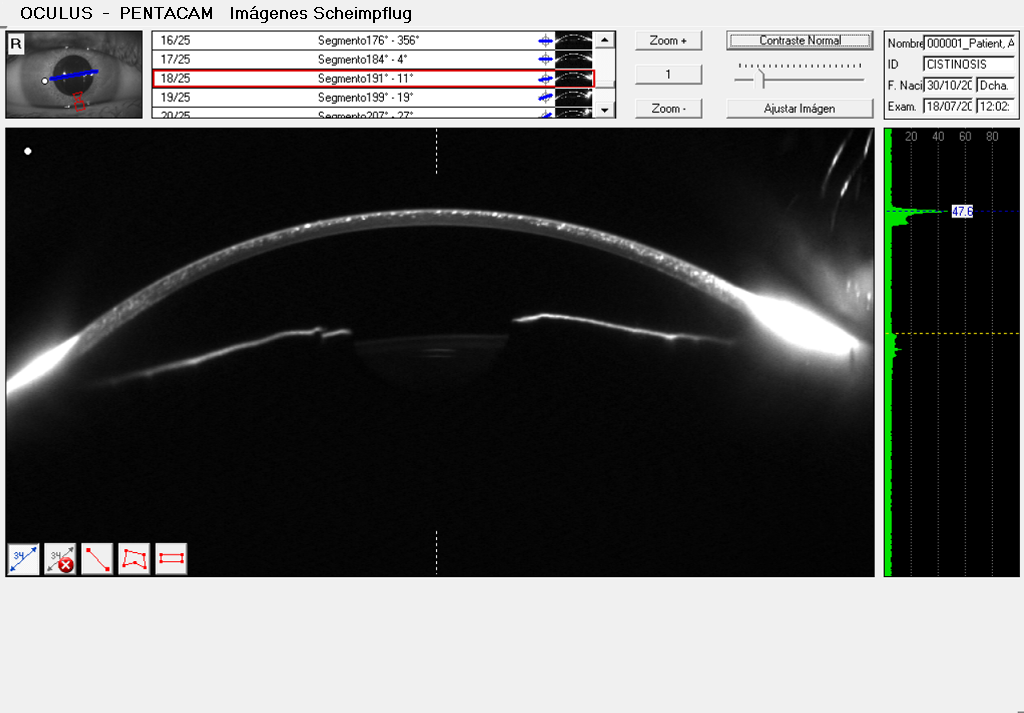 OCULUS - PENTACAM Imágenes Scheimpflug
R
16/25 Segmento176° - 356°
17/25 Segmento184° - 4°
18/25 Segmento191° - 11°
19/25 Segmento199° - 19°
20/25 Segmento207° - 27°
Zoom +
1
Zoom -
Contraste Normal
Ajustar Imágen
Nombre 000001_Patient, A
ID CISTINOSIS
F. Naci 30/10/20 Dcha.
Exam. 18/07/20 12:02:
20 40 60 80
47.6
34
34